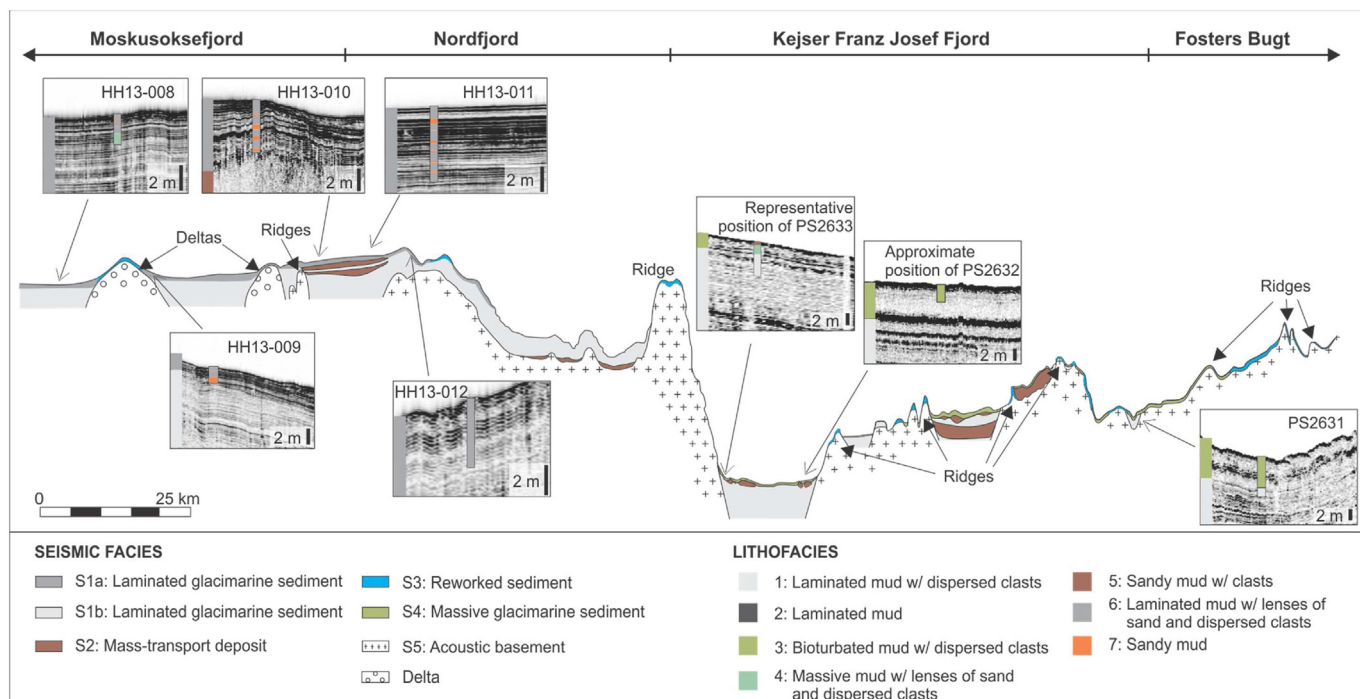 Moskusoksefjord
Nordfjord
Kejser Franz Josef Fjord
Fosters Bugt
HH13-008
2 m
HH13-010
2 m
HH13-011
2 m
Representative
position of PS2633
2 m
Approximate
position of PS2632
2 m
Deltas
Ridges
Ridge
Ridges
HH13-009
2 m
HH13-012
2 m
Ridges
PS2631
2 m
0
25 km
SEISMIC FACIES
S1a: Laminated glacimarine sediment
S1b: Laminated glacimarine sediment
S2: Mass-transport deposit
S3: Reworked sediment
S4: Massive glacimarine sediment
S5: Acoustic basement
Delta
LITHOFACIES
1: Laminated mud w/ dispersed clasts
2: Laminated mud
3: Bioturbated mud w/ dispersed clasts
4: Massive mud w/ lenses of sand
and dispersed clasts
5: Sandy mud w/ clasts
6: Laminated mud w/ lenses of
sand and dispersed clasts
7: Sandy mud